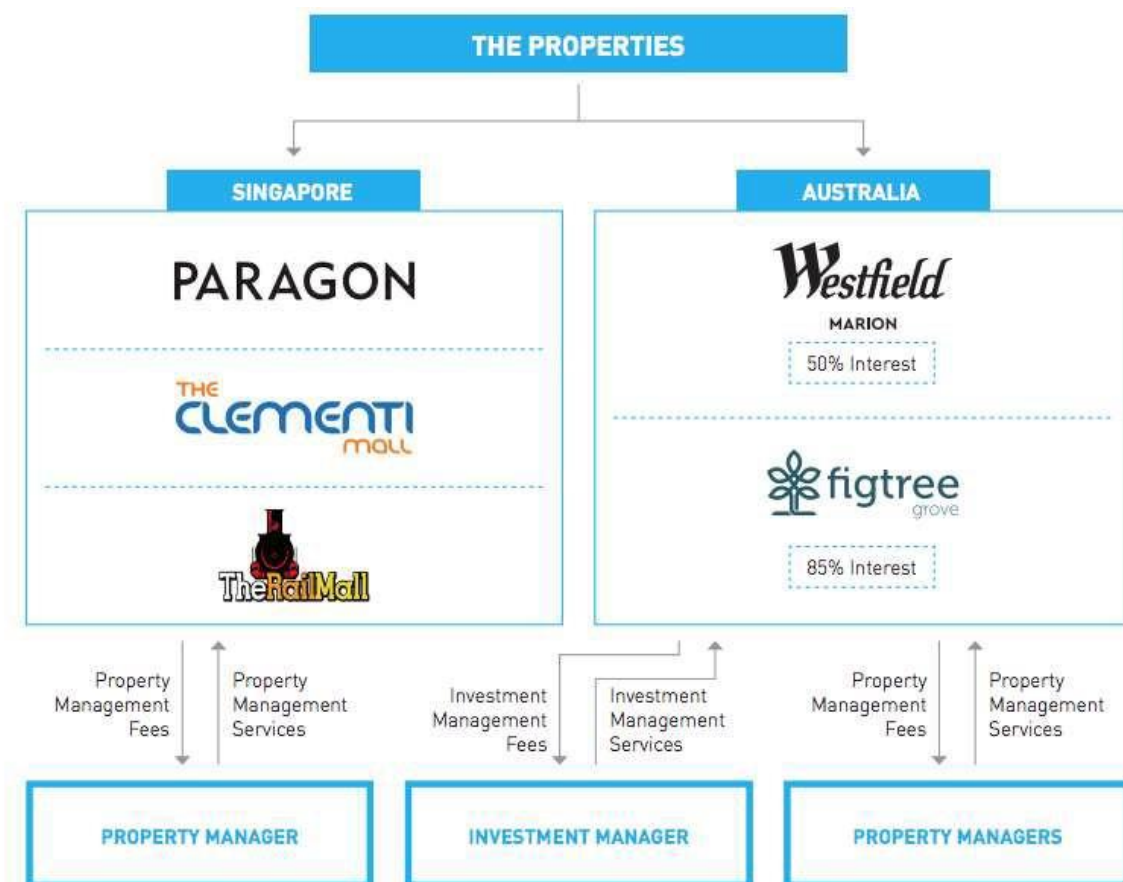 THE PROPERTIES
SINGAPORE
PARAGON
THE
CLEMENTI
mall
TheRailMall
AUSTRALIA
Westfield
MARION
50% Interest
figtree
grove
85% Interest
Property
Management
Fees
Property
Management
Services
Investment
Management
Fees
Investment
Management
Services
Property
Management
Fees
Property
Management
Services
PROPERTY MANAGER
INVESTMENT MANAGER
PROPERTY MANAGERS